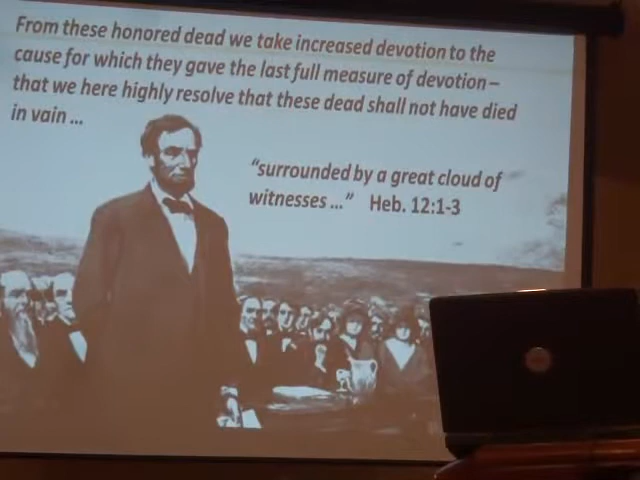 From these honored dead we take increased devotion to the
cause for which they gave the last full measure of devotion –
that we here highly resolve that these dead shall not have died
in vain ...
"surrounded by a great cloud of
witnesses ..." Heb. 12:1-3